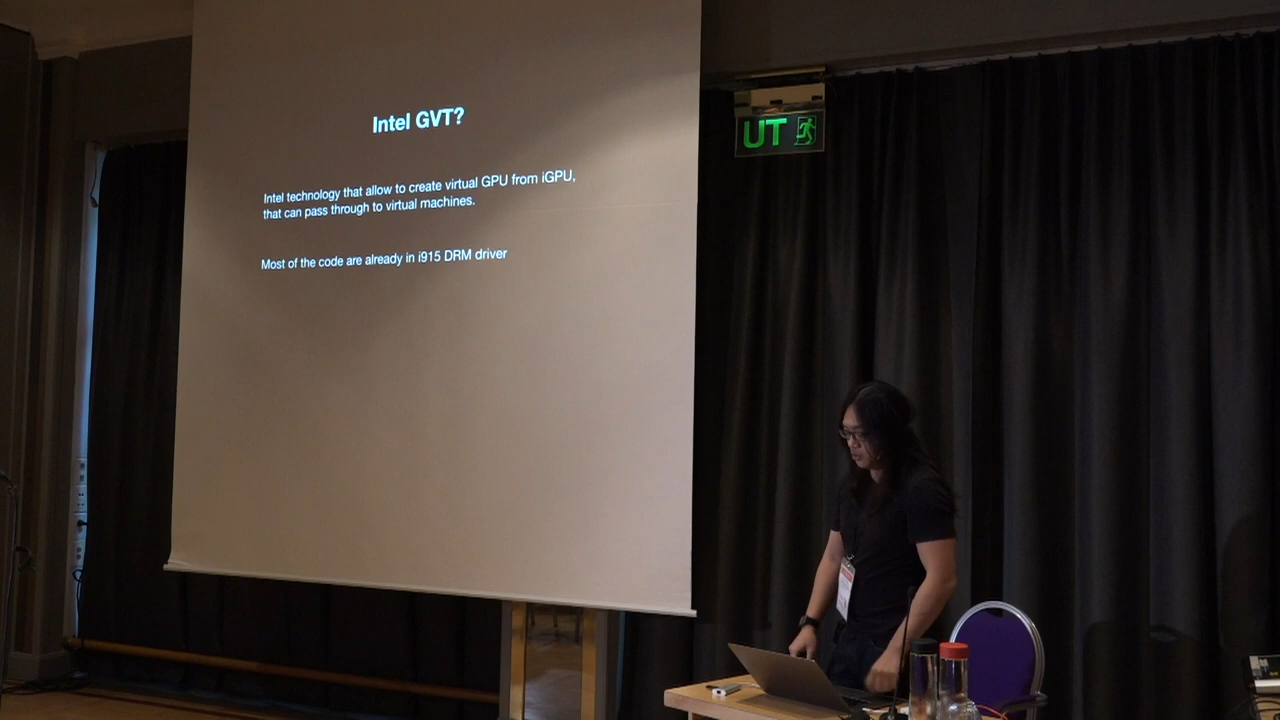 Intel GVT?
Intel technology that allow to create virtual GPU from iGPU,
that can pass through to virtual machines.
Most of the code are already in i915 DRM driver
UT